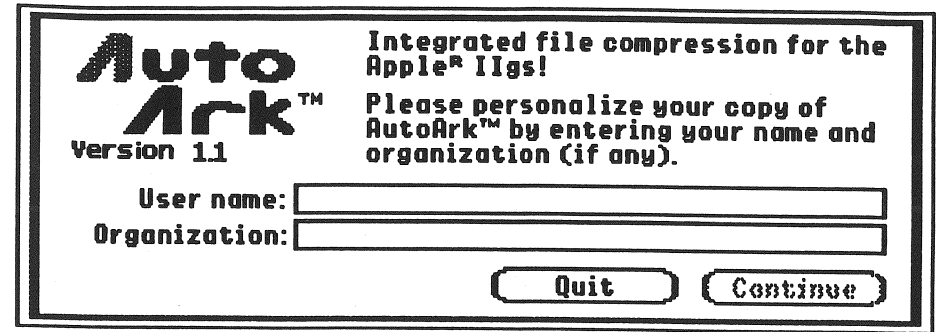 Auto
Ark™
Version 1.1
Integrated file compression for the
Appleᴿ IIgs!
Please personalize your copy of
AutoArk™ by entering your name and
organization (if any).
User name:
Organization:
Quit
Continue